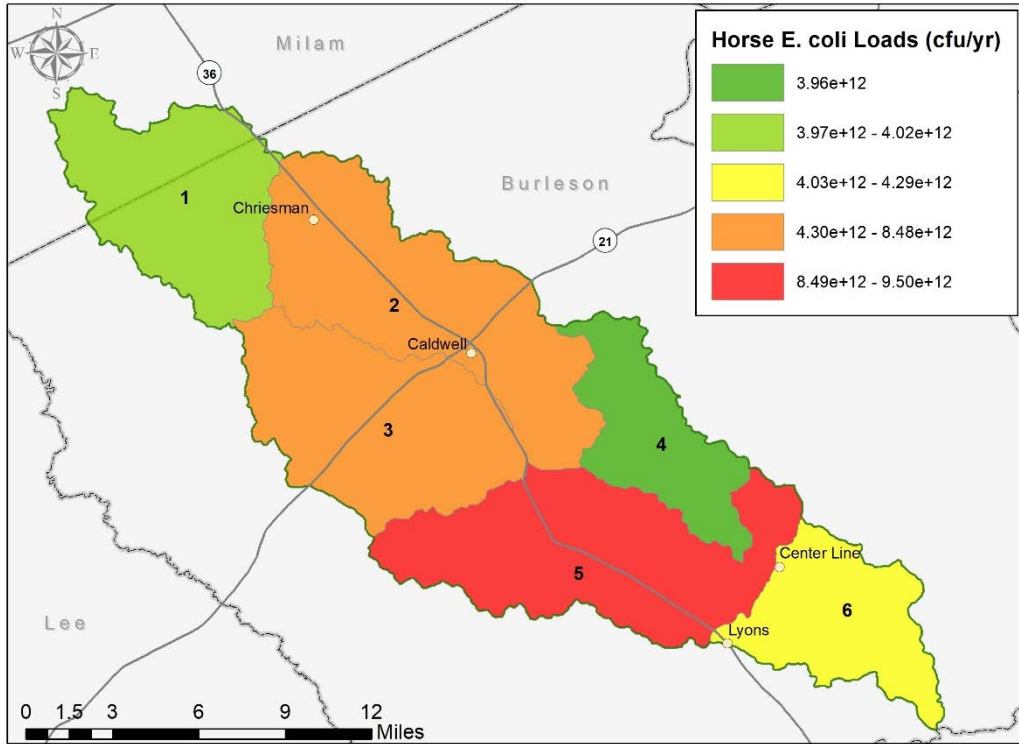 N
W
E
S
Milam
36
Horse E. coli Loads (cfu/yr)
3.96e+12
3.97e+12 - 4.02e+12
4.03e+12 - 4.29e+12
4.30e+12 - 8.48e+12
8.49e+12 - 9.50e+12
Burleson
1
Chriesman
21
2
Caldwell
3
4
Center Line
5
6
Lee
Lyons
0 1.5 3 6 9 12
Miles